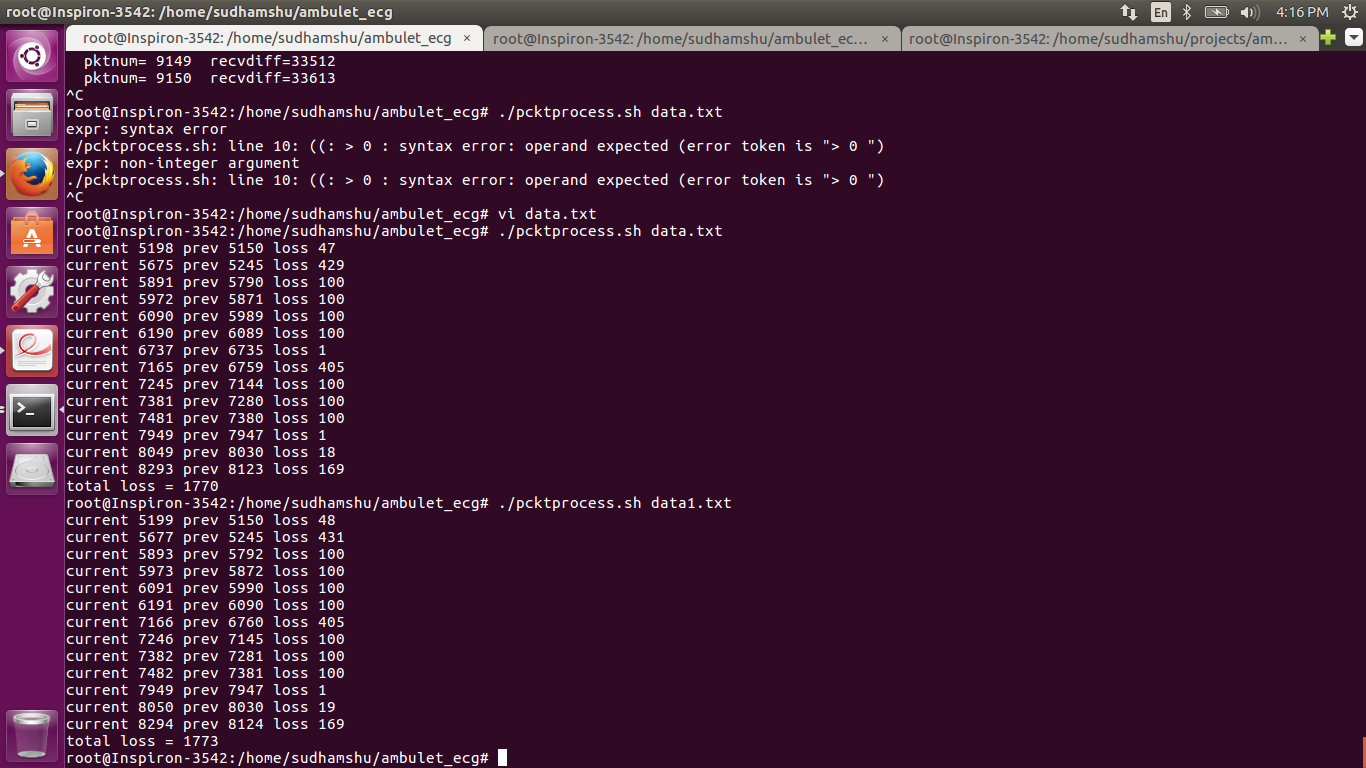 root@Inspiron-3542: /home/sudhamshu/ambulet_ecg
En
4:16 PM
root@Inspiron-3542: /home/sudhamshu/ambulet_ecg ×
root@Inspiron-3542: /home/sudhamshu/ambulet_ec... ×
root@Inspiron-3542: /home/sudhamshu/projects/am... ×
pktnum= 9149  recvdiff=33512
pktnum= 9150  recvdiff=33613
^C
root@Inspiron-3542:/home/sudhamshu/ambulet_ecg# ./pcktprocess.sh data.txt
expr: syntax error
./pcktprocess.sh: line 10: ((: > 0 : syntax error: operand expected (error token is "> 0 ")
expr: non-integer argument
./pcktprocess.sh: line 10: ((: > 0 : syntax error: operand expected (error token is "> 0 ")
^C
root@Inspiron-3542:/home/sudhamshu/ambulet_ecg# vi data.txt
root@Inspiron-3542:/home/sudhamshu/ambulet_ecg# ./pcktprocess.sh data.txt
current 5198 prev 5150 loss 47
current 5675 prev 5245 loss 429
current 5891 prev 5790 loss 100
current 5972 prev 5871 loss 100
current 6090 prev 5989 loss 100
current 6190 prev 6089 loss 100
current 6737 prev 6735 loss 1
current 7165 prev 6759 loss 405
current 7245 prev 7144 loss 100
current 7381 prev 7280 loss 100
current 7481 prev 7380 loss 100
current 7949 prev 7947 loss 1
current 8049 prev 8030 loss 18
current 8293 prev 8123 loss 169
total loss = 1770
root@Inspiron-3542:/home/sudhamshu/ambulet_ecg# ./pcktprocess.sh data1.txt
current 5199 prev 5150 loss 48
current 5677 prev 5245 loss 431
current 5893 prev 5792 loss 100
current 5973 prev 5872 loss 100
current 6091 prev 5990 loss 100
current 6191 prev 6090 loss 100
current 7166 prev 6760 loss 405
current 7246 prev 7145 loss 100
current 7382 prev 7281 loss 100
current 7482 prev 7381 loss 100
current 7949 prev 7947 loss 1
current 8050 prev 8030 loss 19
current 8294 prev 8124 loss 169
total loss = 1773
root@Inspiron-3542:/home/sudhamshu/ambulet_ecg#